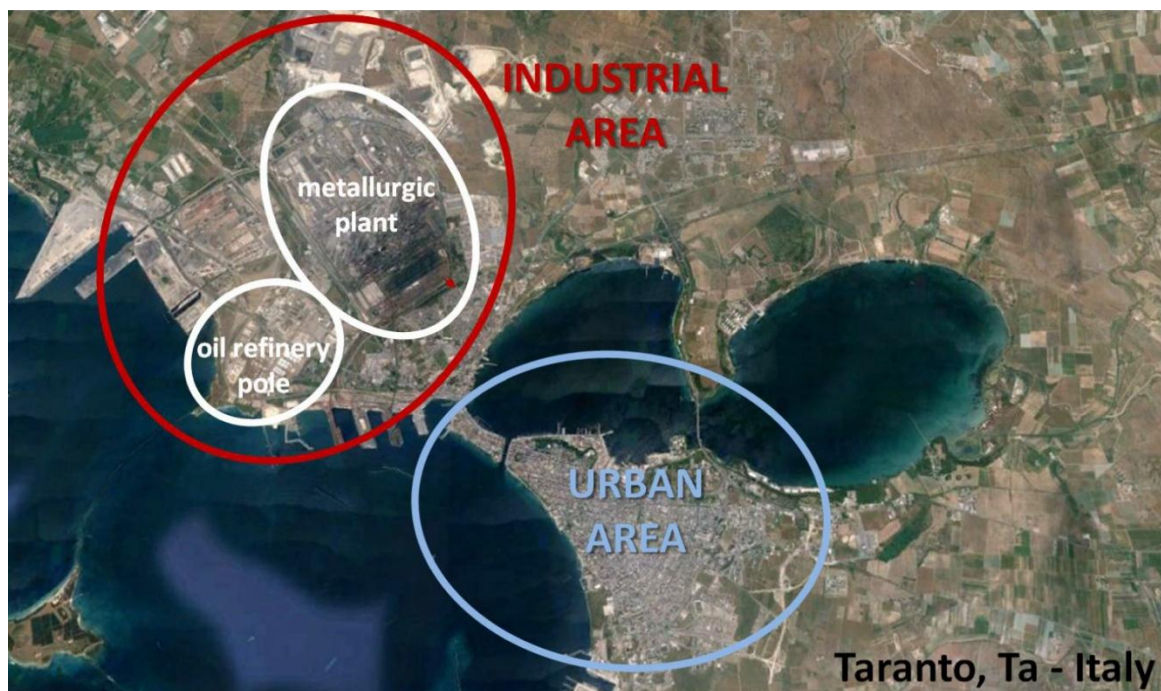 INDUSTRIAL
AREA
metallurgic
plant
oil refinery
pole
URBAN
AREA
Taranto, Ta - Italy